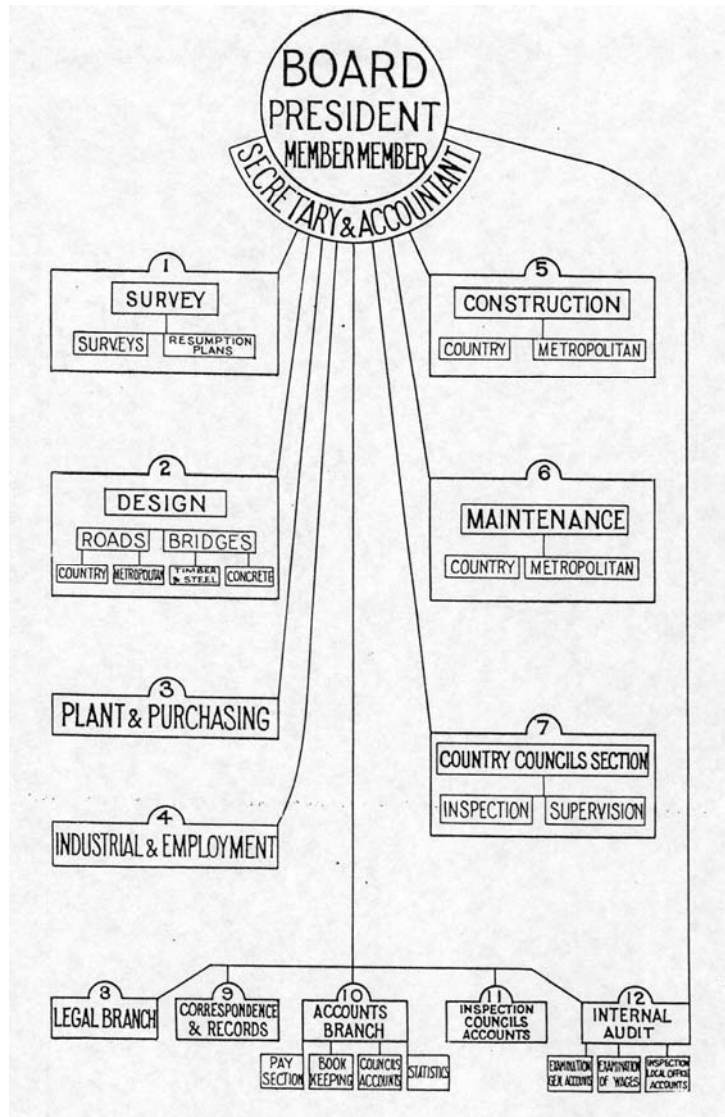 BOARD
PRESIDENT
MEMBER MEMBER
SECRETARY & ACCOUNTANT
1
SURVEY
SURVEYS
RESUMPTION
PLANS
5
CONSTRUCTION
COUNTRY
METROPOLITAN
2
DESIGN
ROADS
BRIDGES
COUNTRY
METROPOLITAN
TIMBER
& STEEL
CONCRETE
6
MAINTENANCE
COUNTRY
METROPOLITAN
3
PLANT & PURCHASING
7
COUNTRY COUNCILS SECTION
INSPECTION
SUPERVISION
4
INDUSTRIAL & EMPLOYMENT
8
LEGAL BRANCH
9
CORRESPONDENCE
& RECORDS
10
ACCOUNTS
BRANCH
PAY
SECTION
BOOK
KEEPING
COUNCILS
ACCOUNTS
STATISTICS
11
INSPECTION
COUNCILS
ACCOUNTS
12
INTERNAL
AUDIT
EXAMINATION
GEN. ACCOUNTS
EXAMINATION
OF WAGES
INSPECTION
LOCAL OFFICE
ACCOUNTS